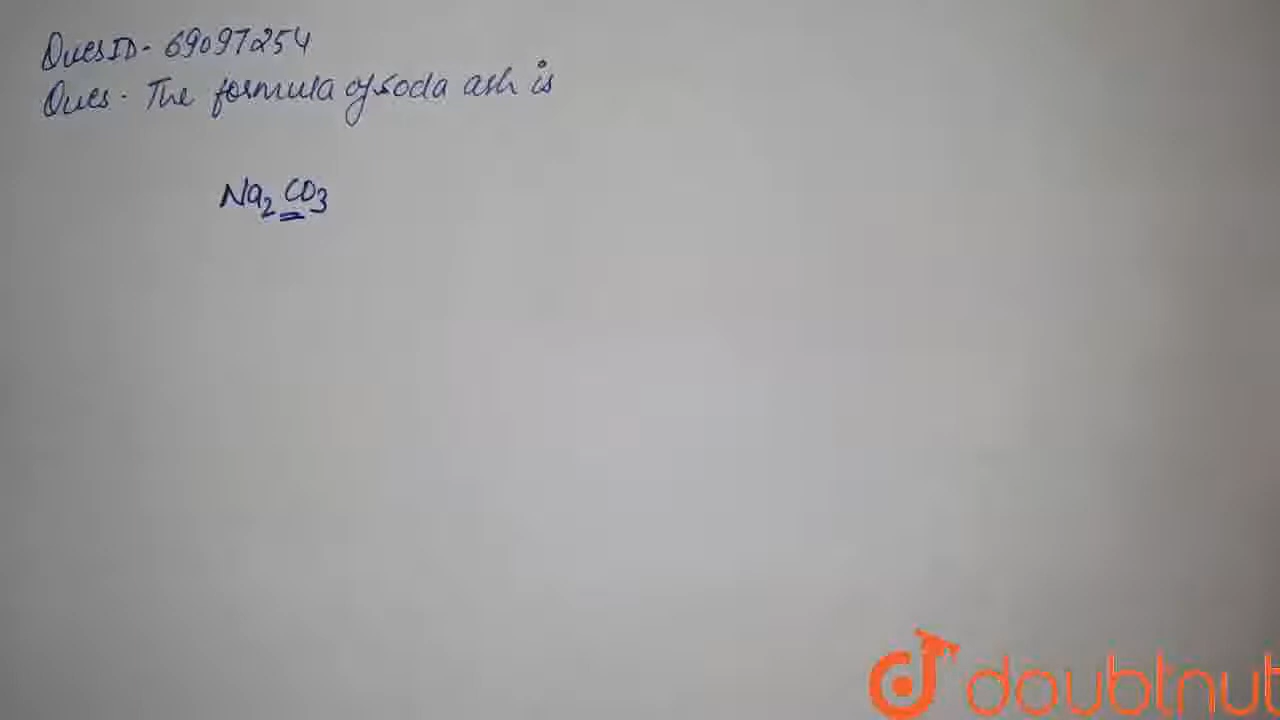 QuesID- 69097254
Ques. The formula of soda ash is
Na₂CO₃
doubtnut